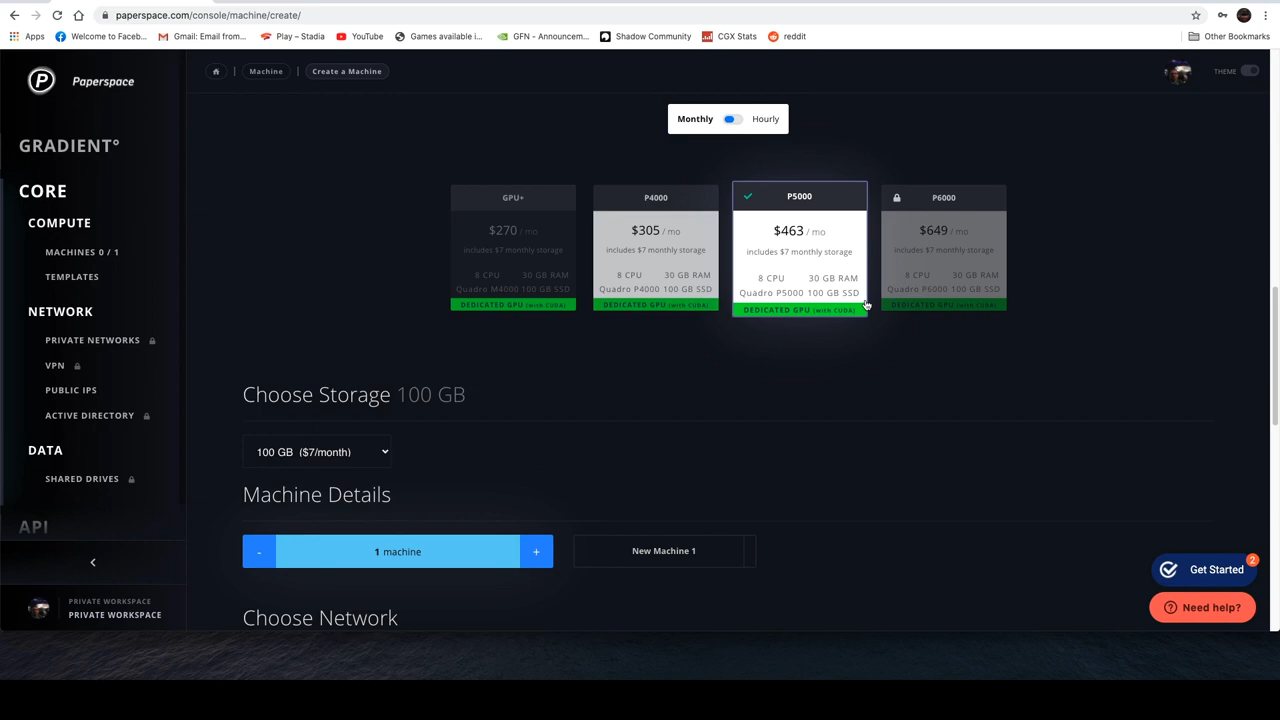 paperspace.com/console/machine/create/
Apps
Welcome to Faceb...
Gmail: Email from...
Play – Stadia
YouTube
Games available i...
GFN - Announcem...
Shadow Community
CGX Stats
reddit
Other Bookmarks
P Paperspace
Machine
Create a Machine
THEME
Monthly
Hourly
GRADIENT°
CORE
COMPUTE
MACHINES 0 / 1
TEMPLATES
NETWORK
PRIVATE NETWORKS
VPN
PUBLIC IPS
ACTIVE DIRECTORY
DATA
SHARED DRIVES
API
PRIVATE WORKSPACE
PRIVATE WORKSPACE
GPU+
$270 / mo
includes $7 monthly storage
8 CPU 30 GB RAM
Quadro M4000 100 GB SSD
DEDICATED GPU (with CUDA)
P4000
$305 / mo
includes $7 monthly storage
8 CPU 30 GB RAM
Quadro P4000 100 GB SSD
DEDICATED GPU (with CUDA)
P5000
$463 / mo
includes $7 monthly storage
8 CPU 30 GB RAM
Quadro P5000 100 GB SSD
DEDICATED GPU (with CUDA)
P6000
$649 / mo
includes $7 monthly storage
8 CPU 30 GB RAM
Quadro P6000 100 GB SSD
DEDICATED GPU (with CUDA)
Choose Storage 100 GB
100 GB ($7/month)
Machine Details
- 1 machine +
New Machine 1
Choose Network
Get Started
2
Need help?